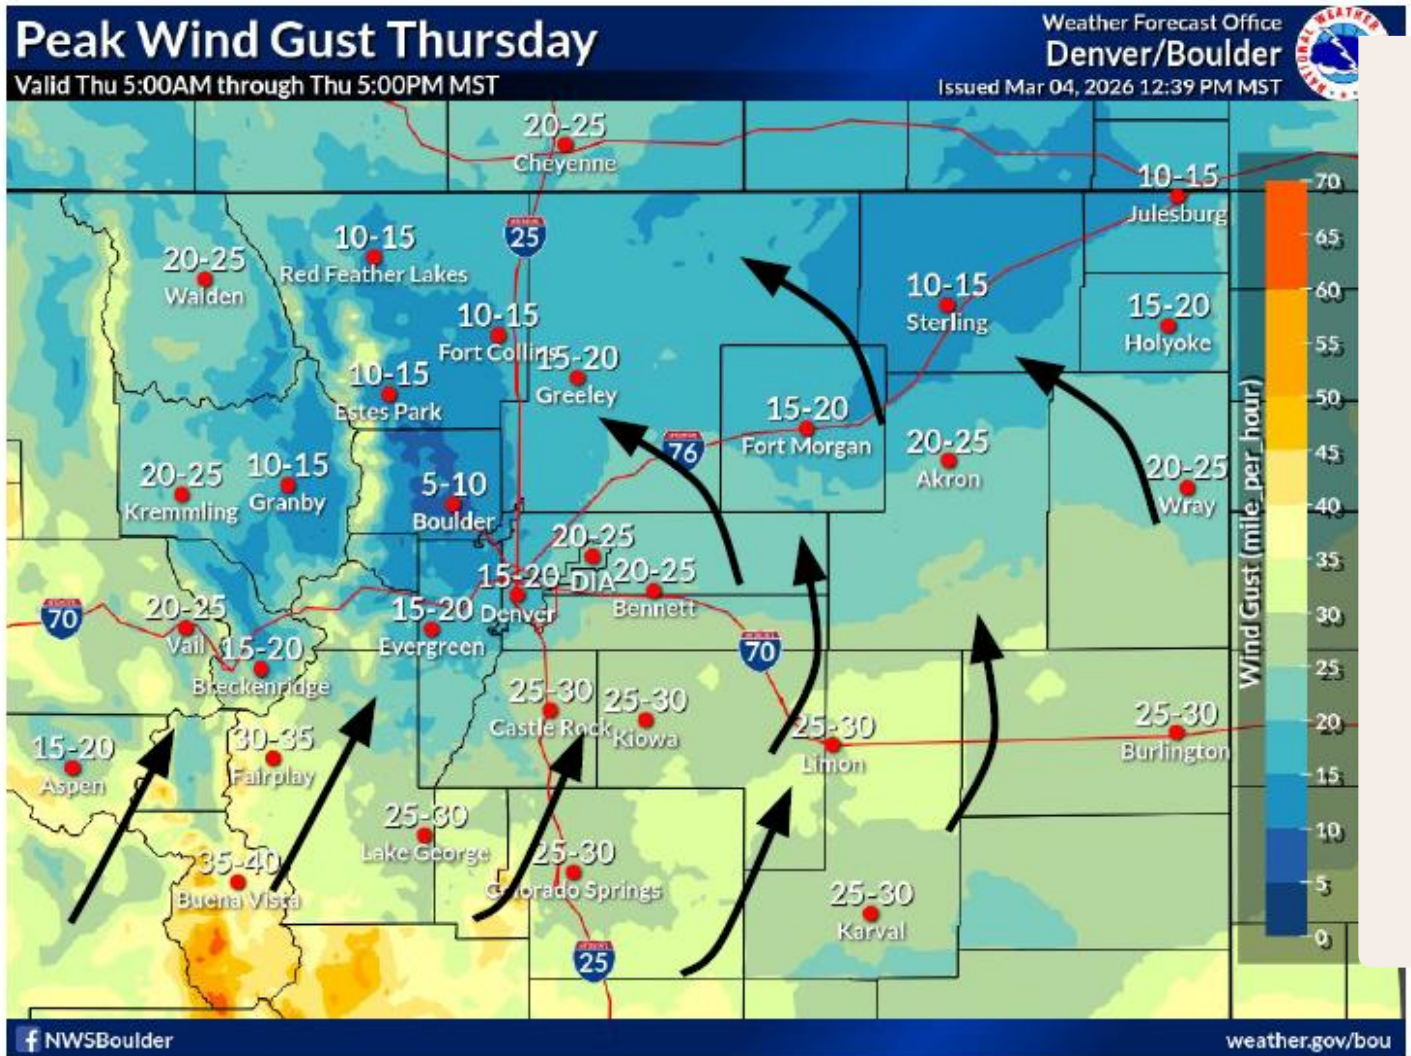 Peak Wind Gust Thursday
Valid Thu 5:00AM through Thu 5:00PM MST
Weather Forecast Office
Denver/Boulder
Issued Mar 04, 2026 12:39 PM MST
20-25
Cheyenne
10-15
Julesburg
25
10-15
Red Feather Lakes
20-25
Walden
10-15
Sterling
15-20
Holyoke
10-15
Fort Collins
15-20
Greeley
10-15
Estes Park
15-20
Fort Morgan
76
20-25
Akron
20-25
Wray
20-25
Kremmling
10-15
Granby
5-10
Boulder
20-25
DIA
15-20
Denver
20-25
Bennett
70
20-25
Vail
15-20
Evergreen
15-20
Breckenridge
70
25-30
Castle Rock
25-30
Kiowa
25-30
Limon
25-30
Burlington
15-20
Aspen
30-35
Fairplay
25-30
Lake George
35-40
Buena Vista
25-30
Colorado Springs
25-30
Karval
25
Wind Gust (mile_per_hour)
70
65
60
55
50
45
40
35
30
25
20
15
10
5
0
NWSBoulder
weather.gov/bou